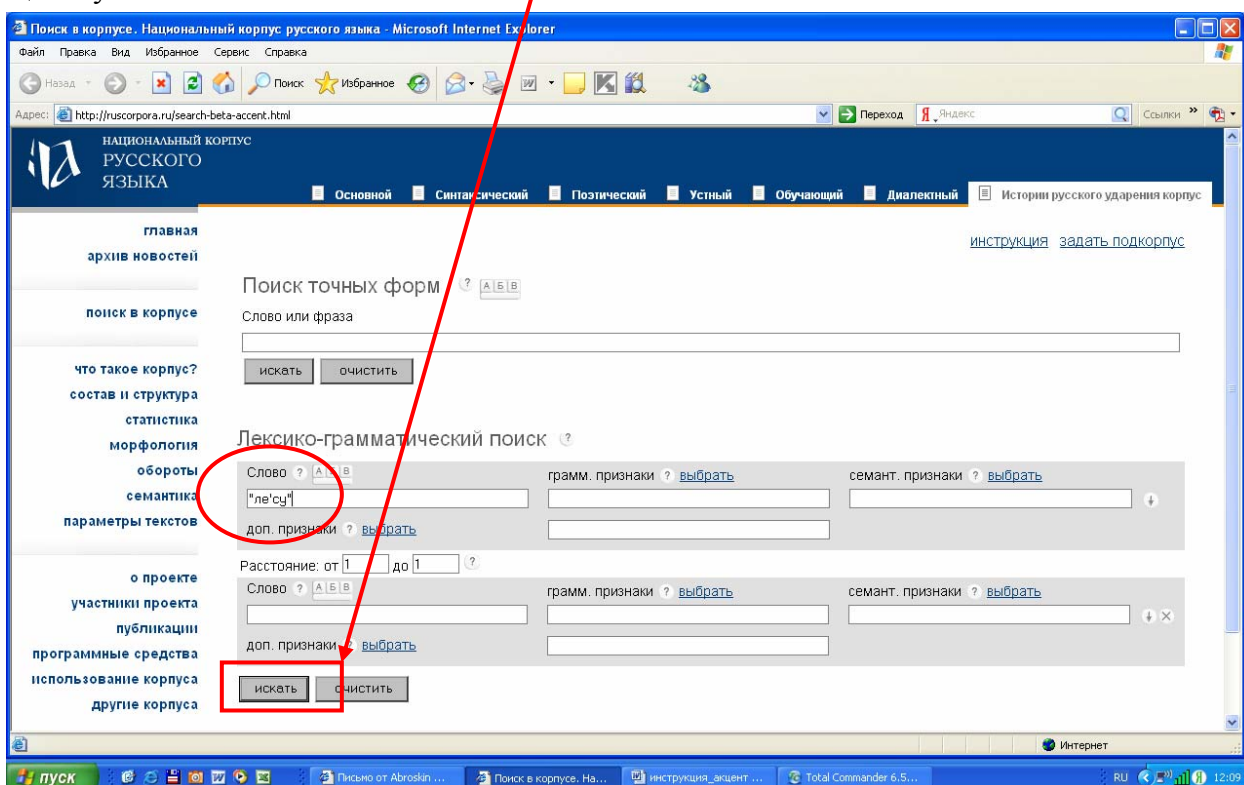 Поиск в корпусе. Национальный корпус русского языка - Microsoft Internet Explorer
Файл Правка Вид Избранное Сервис Справка
Назад Поиск Избранное
Адрес: http://ruscorpora.ru/search-beta-accent.html Переход Яндекс Ссылки »
НАЦИОНАЛЬНЫЙ КОРПУС
РУССКОГО
ЯЗЫКА
Основной Синтаксический Поэтический Устный Обучающий Диалектный Истории русского ударения корпус
главная
архив новостей
инструкция задать подкорпус
Поиск точных форм ? А Б В
поиск в корпусе
Слово или фраза
что такое корпус?
искать очистить
состав и структура
статистика
морфология
Лексико-грамматический поиск ?
обороты
Слово ? А Б В грамм. признаки ? выбрать семант. признаки ? выбрать
семантика
"ле'су"
параметры текстов
доп. признаки ? выбрать
Расстояние: от 1 до 1 ?
о проекте
Слово ? А Б В грамм. признаки ? выбрать семант. признаки ? выбрать
участники проекта
публикации
доп. признаки ? выбрать
программные средства
использование корпуса
искать очистить
другие корпуса
Интернет
пуск Письмо от Abroskin ... Поиск в корпусе. На... инструкция_акцент ... Total Commander 6.5... RU 12:09